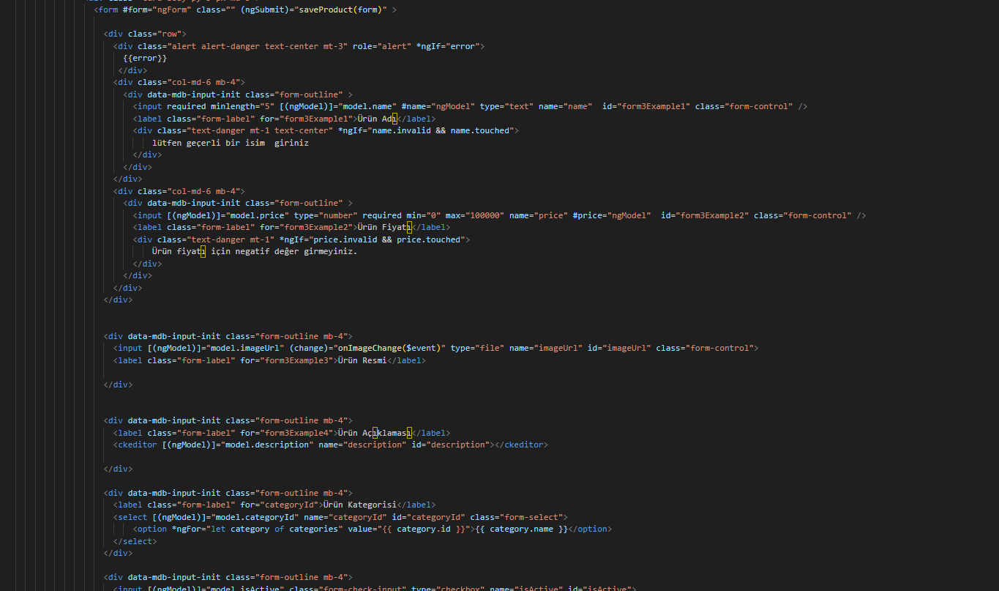 <form #form="ngForm" class="" (ngSubmit)="saveProduct(form)" >
<div class="row">
<div class="alert alert-danger text-center mt-3" role="alert" *ngIf="error">
{{error}}
</div>
<div class="col-md-6 mb-4">
<div data-mdb-input-init class="form-outline" >
<input required minlength="5" [(ngModel)]="model.name" #name="ngModel" type="text" name="name"  id="form3Example1" class="form-control" />
<label class="form-label" for="form3Example1">Ürün Adı</label>
<div class="text-danger mt-1 text-center" *ngIf="name.invalid && name.touched">
lütfen geçerli bir isim  giriniz
</div>
</div>
</div>
<div class="col-md-6 mb-4">
<div data-mdb-input-init class="form-outline" >
<input [(ngModel)]="model.price" type="number" required min="0" max="100000" name="price" #price="ngModel"  id="form3Example2" class="form-control" />
<label class="form-label" for="form3Example2">Ürün Fiyatı</label>
<div class="text-danger mt-1" *ngIf="price.invalid && price.touched">
Ürün fiyatı için negatif değer girmeyiniz.
</div>
</div>
</div>
</div>
<div data-mdb-input-init class="form-outline mb-4">
<input [(ngModel)]="model.imageUrl" (change)="onImageChange($event)" type="file" name="imageUrl" id="imageUrl" class="form-control">
<label class="form-label" for="form3Example3">Ürün Resmi</label>
</div>
<div data-mdb-input-init class="form-outline mb-4">
<label class="form-label" for="form3Example4">Ürün Açıklaması</label>
<ckeditor [(ngModel)]="model.description" name="description" id="description"></ckeditor>
</div>
<div data-mdb-input-init class="form-outline mb-4">
<label class="form-label" for="categoryId">Ürün Kategorisi</label>
<select [(ngModel)]="model.categoryId" name="categoryId" id="categoryId" class="form-select">
<option *ngFor="let category of categories" value="{{ category.id }}">{{ category.name }}</option>
</select>
</div>
<div data-mdb-input-init class="form-outline mb-4">
<input [(ngModel)]="model.isActive" class="form-check-input" type="checkbox" name="isActive" id="isActive">